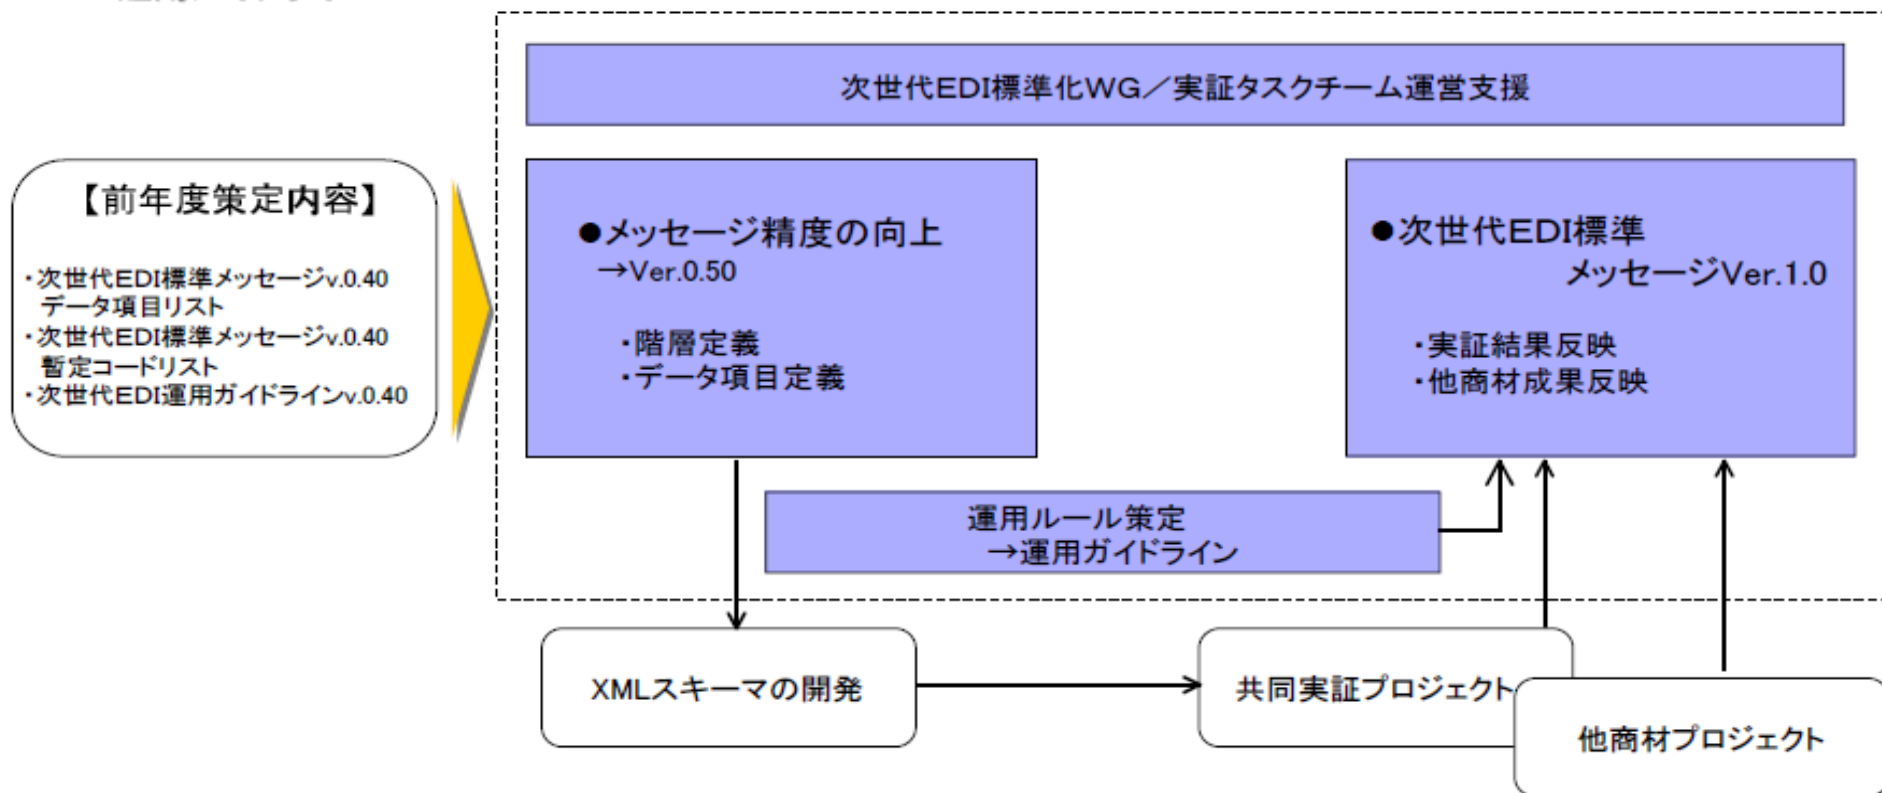 次世代EDI標準化WG／実証タスクチーム運営支援
【前年度策定内容】
・次世代EDI標準メッセージv.0.40
データ項目リスト
・次世代EDI標準メッセージv.0.40
暫定コードリスト
・次世代EDI運用ガイドラインv.0.40
●メッセージ精度の向上
→Ver.0.50
・階層定義
・データ項目定義
●次世代EDI標準
メッセージVer.1.0
・実証結果反映
・他商材成果反映
運用ルール策定
→運用ガイドライン
XMLスキーマの開発
共同実証プロジェクト
他商材プロジェクト